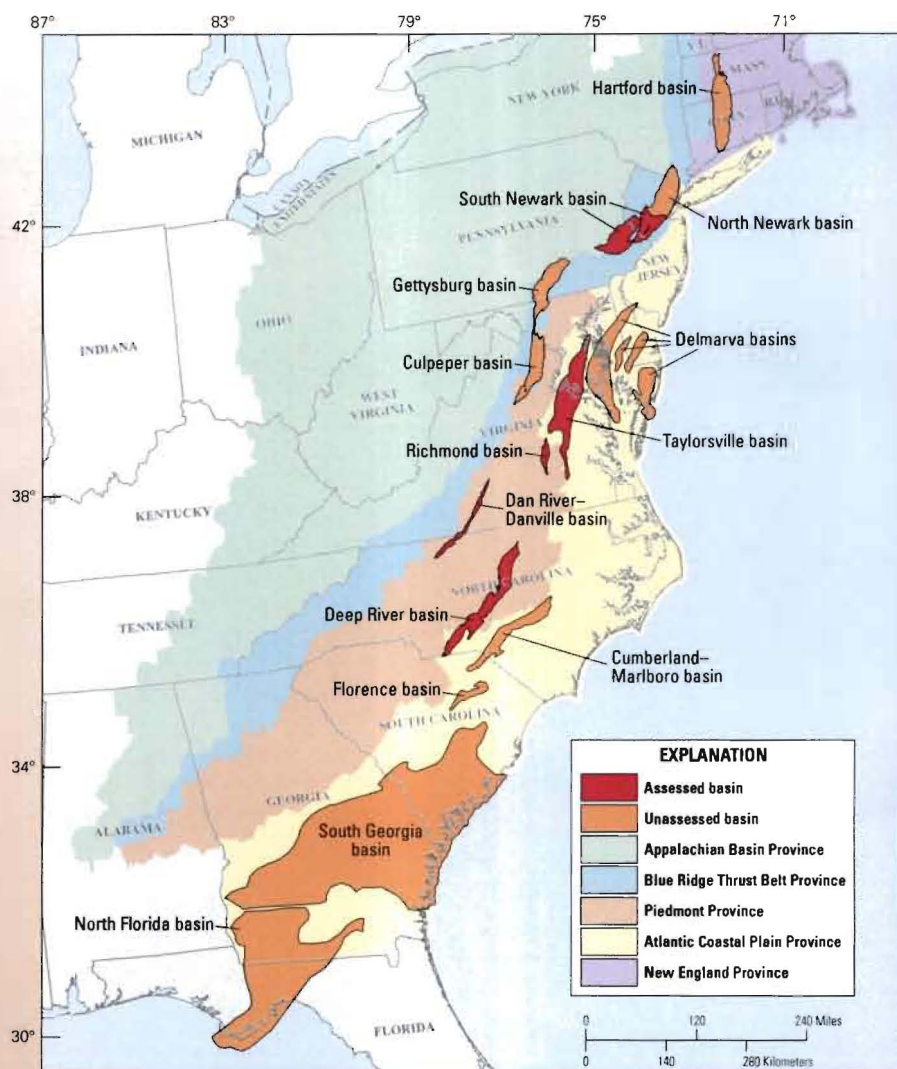 87°
83°
79°
75°
71°
VT.
MASS.
Hartford basin
NEW YORK
CONN
R.I.
MICHIGAN
CANADA
UNITED STATES
South Newark basin
42°
PENNSYLVANIA
North Newark basin
NEW
JERSEY
Gettysburg basin
OHIO
INDIANA
Delmarva basins
Culpeper basin
WEST
VIRGINIA
VIRGINIA
Taylorsville basin
Richmond basin
38°
Dan River–
Danville basin
KENTUCKY
NORTH CAROLINA
Deep River basin
TENNESSEE
Cumberland–
Marlboro basin
Florence basin
SOUTH CAROLINA
34°
GEORGIA
ALABAMA
South Georgia
basin
North Florida basin
30°
FLORIDA
EXPLANATION
Assessed basin
Unassessed basin
Appalachian Basin Province
Blue Ridge Thrust Belt Province
Piedmont Province
Atlantic Coastal Plain Province
New England Province
0 120 240 Miles
0 140 280 Kilometers